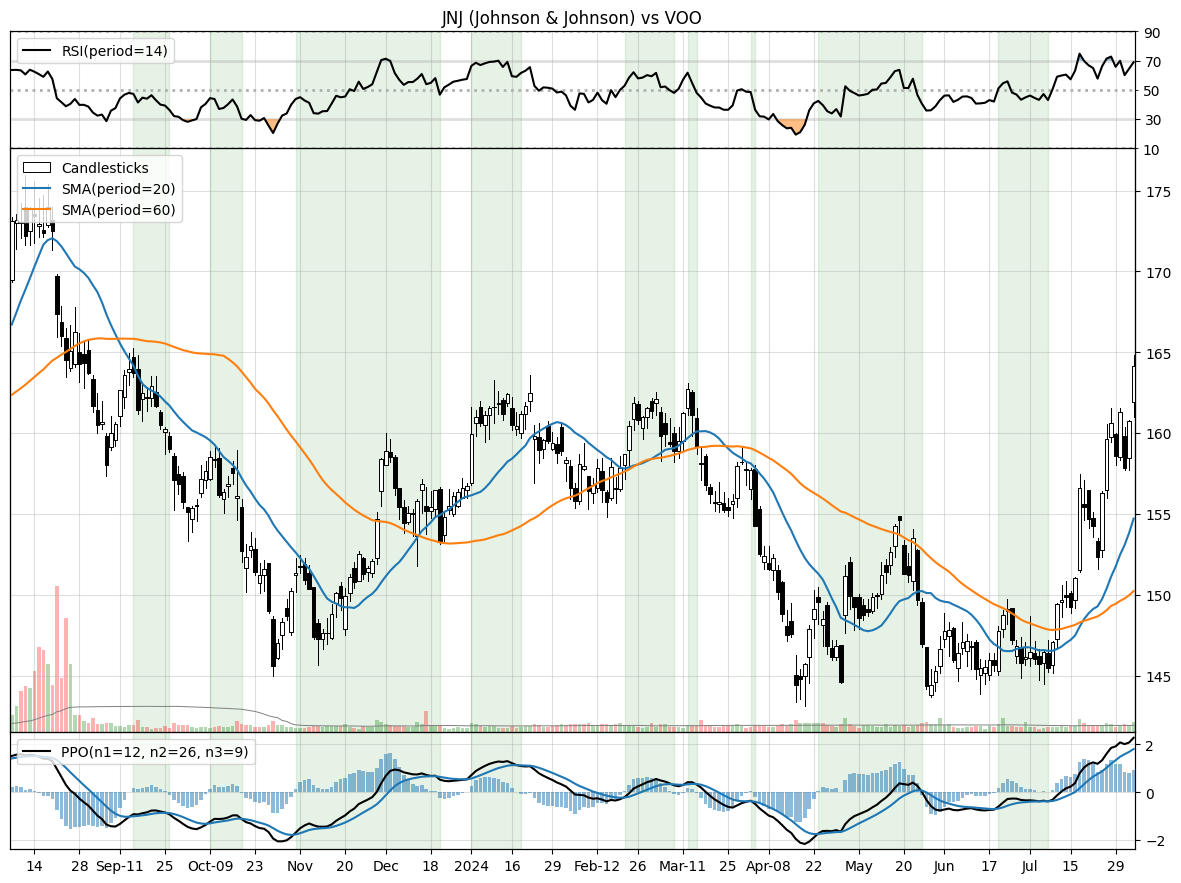 JNJ (Johnson & Johnson) vs VOO
RSI(period=14)
90
70
50
30
10
Candlesticks
SMA(period=20)
SMA(period=60)
175
170
165
160
155
150
145
PPO(n1=12, n2=26, n3=9)
2
0
−2
14 28 Sep-11 25 Oct-09 23 Nov 20 Dec 18 2024 16 29 Feb-12 26 Mar-11 25 Apr-08 22 May 20 Jun 17 Jul 15 29